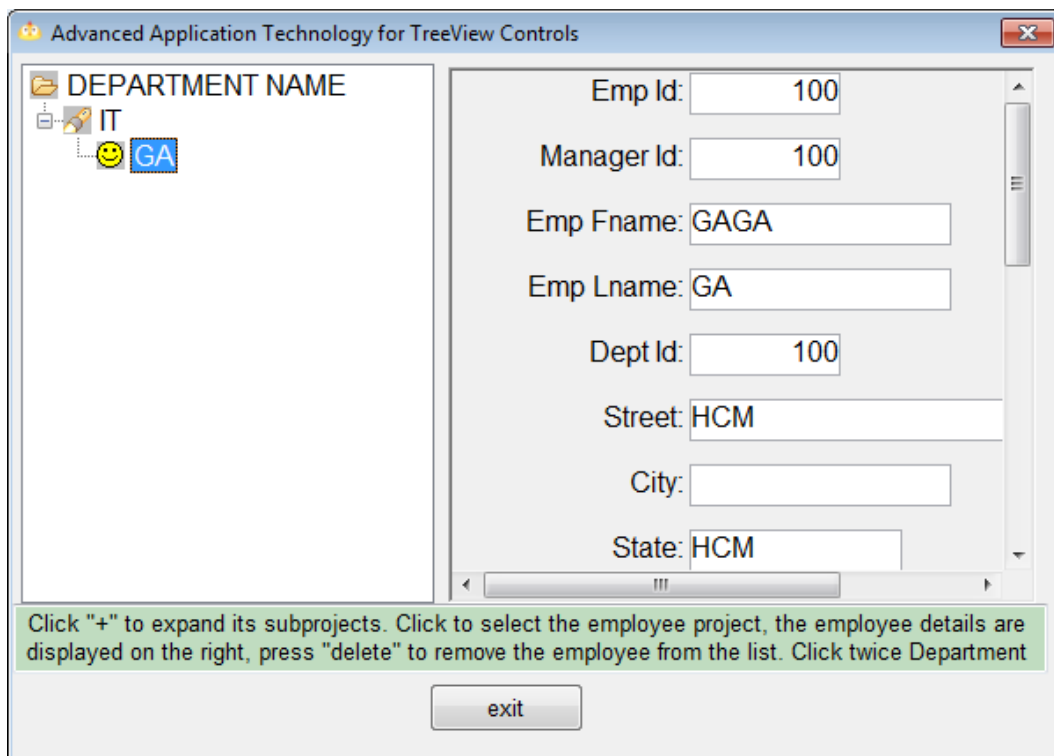 Advanced Application Technology for TreeView Controls
DEPARTMENT NAME
IT
GA
Emp Id: 100
Manager Id: 100
Emp Fname: GAGA
Emp Lname: GA
Dept Id: 100
Street: HCM
City:
State: HCM
Click "+" to expand its subprojects. Click to select the employee project, the employee details are
displayed on the right, press "delete" to remove the employee from the list. Click twice Department
exit